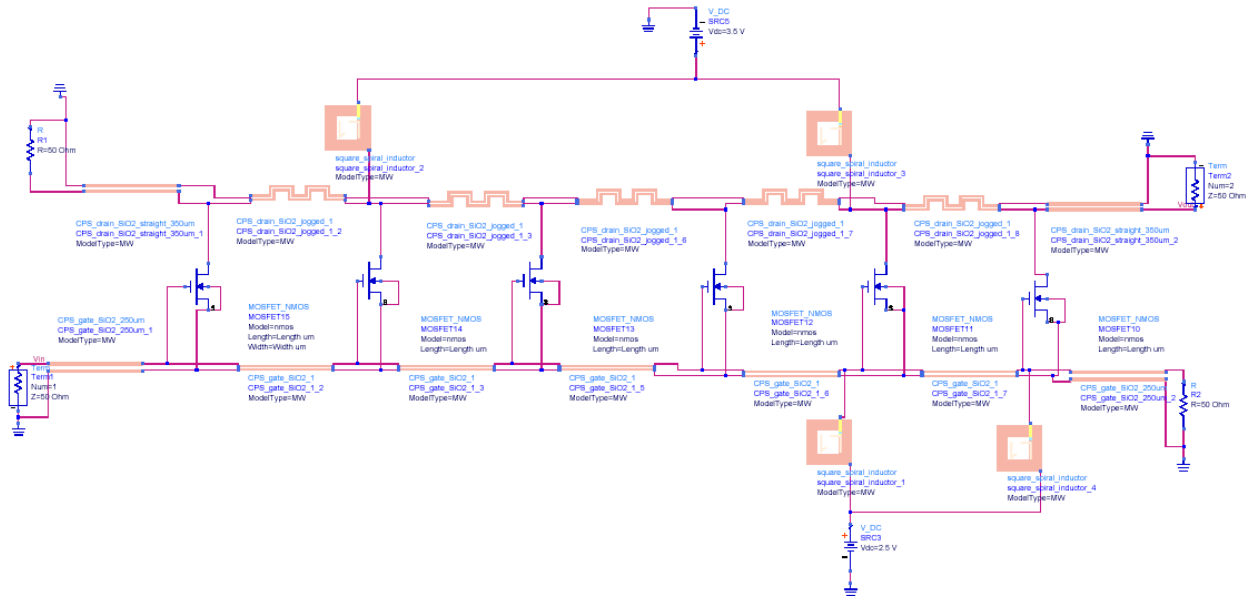 V_DC
SRC5
Vdc=3.5 V
R
R1
R=50 Ohm
square_spiral_inductor
square_spiral_inductor_2
ModelType=MW
square_spiral_inductor
square_spiral_inductor_3
ModelType=MW
Term
Term2
Num=2
Z=50 Ohm
CPS_drain_SiO2_straight_350um
CPS_drain_SiO2_straight_350um_1
ModelType=MW
CPS_drain_SiO2_jogged_1
CPS_drain_SiO2_jogged_1_2
ModelType=MW
CPS_drain_SiO2_jogged_1
CPS_drain_SiO2_jogged_1_3
ModelType=MW
CPS_drain_SiO2_jogged_1
CPS_drain_SiO2_jogged_1_6
ModelType=MW
CPS_drain_SiO2_jogged_1
CPS_drain_SiO2_jogged_1_7
ModelType=MW
CPS_drain_SiO2_jogged_1
CPS_drain_SiO2_jogged_1_8
ModelType=MW
CPS_drain_SiO2_straight_350um
CPS_drain_SiO2_straight_350um_2
ModelType=MW
MOSFET_NMOS
MOSFET15
Model=nmos
Length=Length um
Width=Width um
MOSFET_NMOS
MOSFET14
Model=nmos
Length=Length um
MOSFET_NMOS
MOSFET13
Model=nmos
Length=Length um
MOSFET_NMOS
MOSFET12
Model=nmos
Length=Length um
MOSFET_NMOS
MOSFET11
Model=nmos
Length=Length um
MOSFET_NMOS
MOSFET10
Model=nmos
Length=Length um
CPS_gate_SiO2_250um
CPS_gate_SiO2_250um_1
ModelType=MW
Vin
Term
Term1
Num=1
Z=50 Ohm
CPS_gate_SiO2_1
CPS_gate_SiO2_1_2
ModelType=MW
CPS_gate_SiO2_1
CPS_gate_SiO2_1_3
ModelType=MW
CPS_gate_SiO2_1
CPS_gate_SiO2_1_5
ModelType=MW
CPS_gate_SiO2_1
CPS_gate_SiO2_1_6
ModelType=MW
CPS_gate_SiO2_1
CPS_gate_SiO2_1_7
ModelType=MW
CPS_gate_SiO2_250um
CPS_gate_SiO2_250um_2
ModelType=MW
R
R2
R=50 Ohm
square_spiral_inductor
square_spiral_inductor_1
ModelType=MW
square_spiral_inductor
square_spiral_inductor_4
ModelType=MW
V_DC
SRC3
Vdc=2.5 V